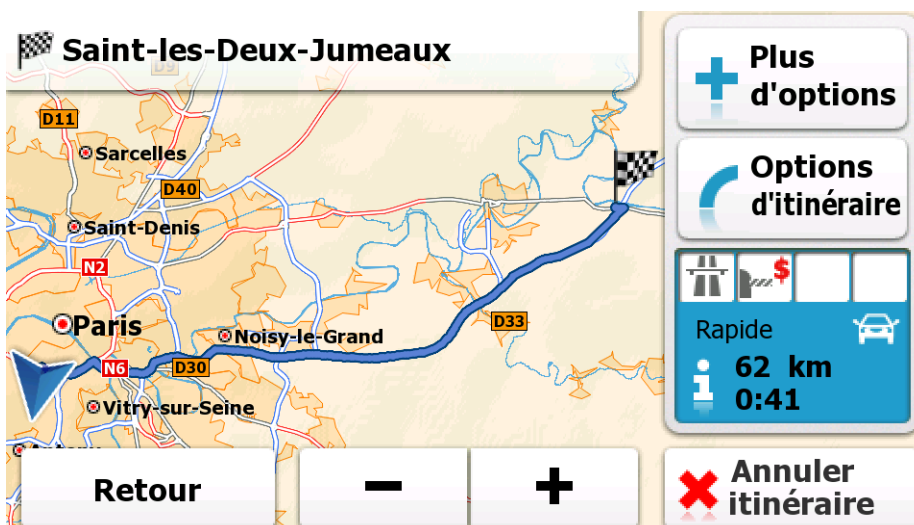 Saint-les-Deux-Jumeaux
Plus
d'options
D11
Sarcelles
D40
Options
d'itinéraire
Saint-Denis
N2
$
Paris
Noisy-le-Grand
D33
Rapide
N6
D30
62 km
0:41
Vitry-sur-Seine
Retour
−
+
Annuler
itinéraire